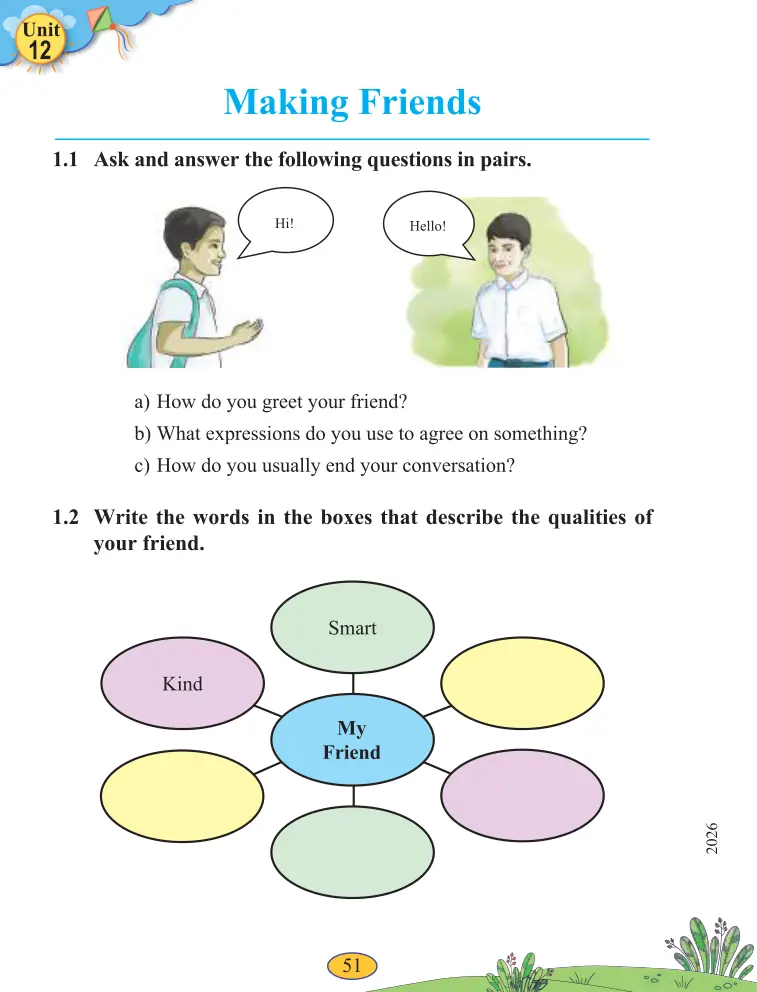 Unit
12
Making Friends
1.1 Ask and answer the following questions in pairs.
Hi!
Hello!
a) How do you greet your friend?
b) What expressions do you use to agree on something?
c) How do you usually end your conversation?
1.2 Write the words in the boxes that describe the qualities of
your friend.
Smart
Kind
My
Friend
2026
51